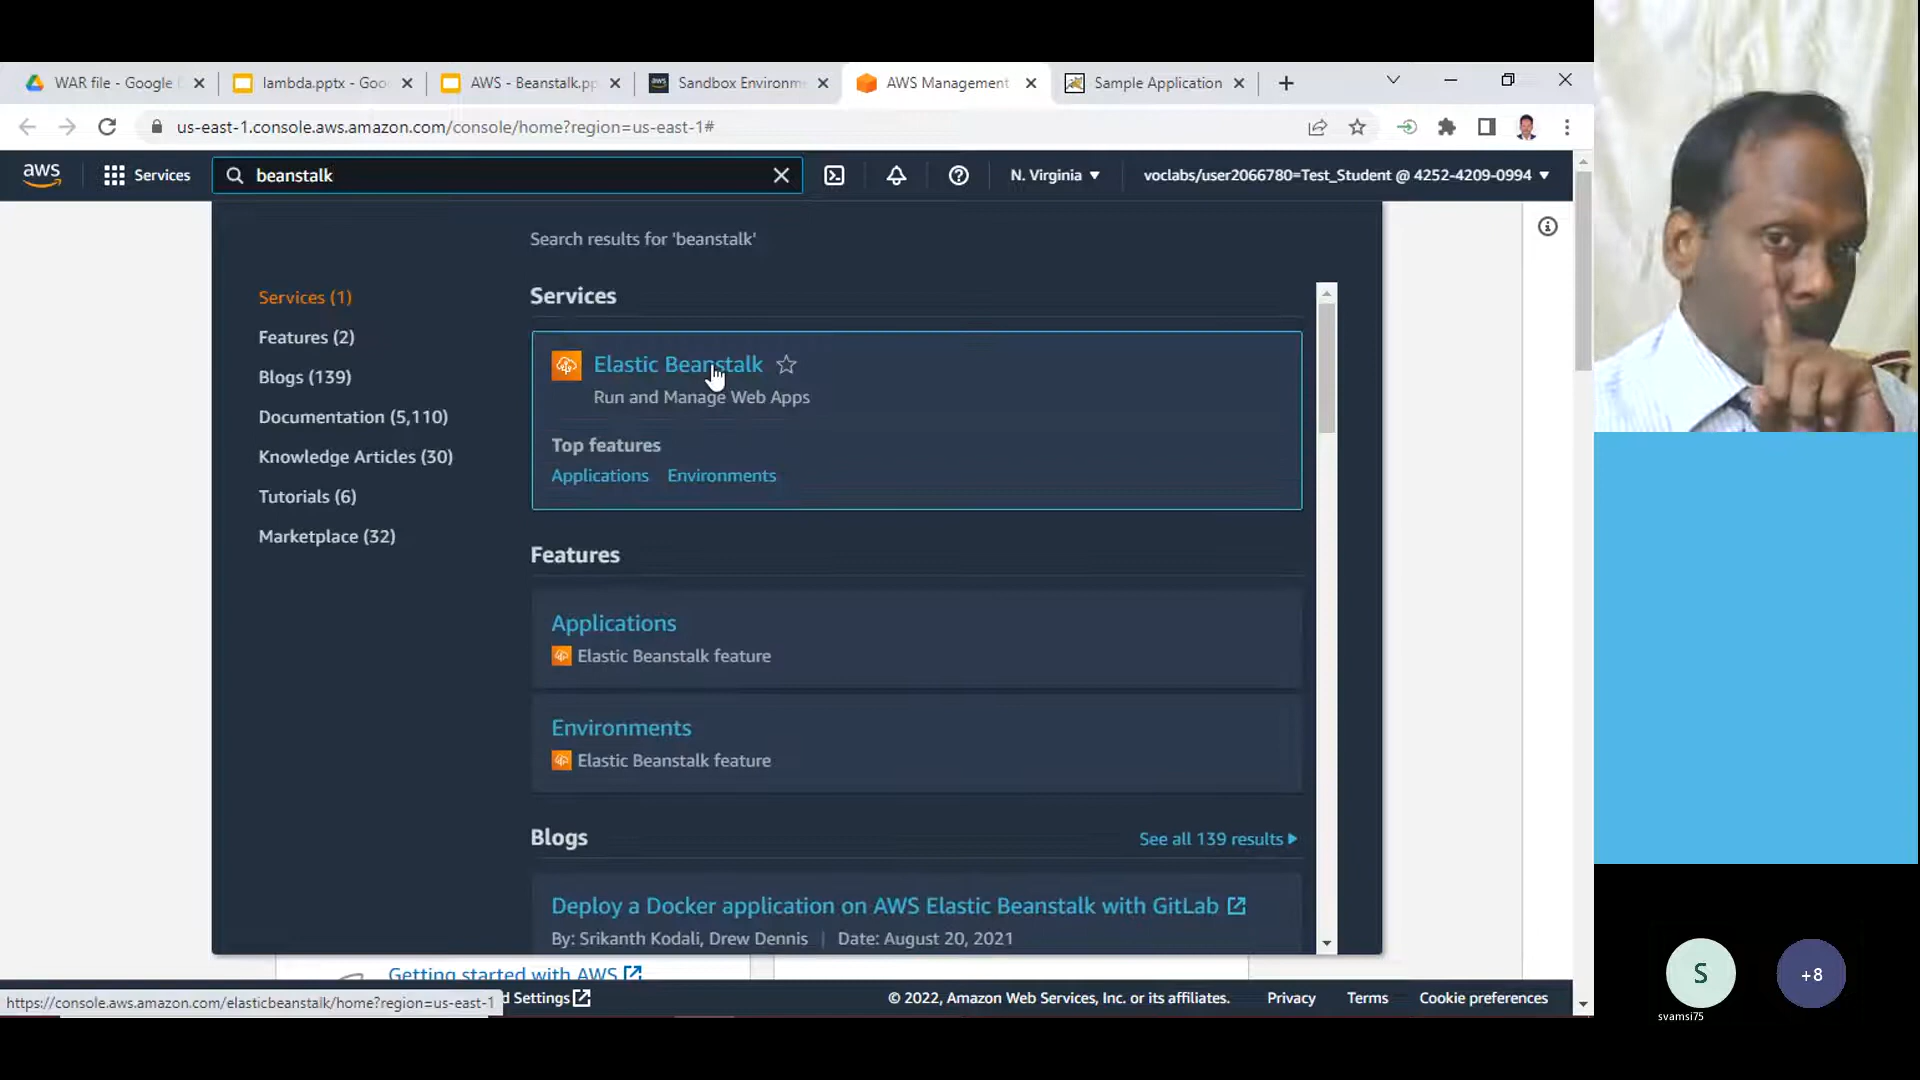 WAR file - Google
lambda.pptx - Goo
AWS - Beanstalk.pp
Sandbox Environm
AWS Management
Sample Application
us-east-1.console.aws.amazon.com/console/home?region=us-east-1#
aws
Services
beanstalk
N. Virginia
voclabs/user2066780=Test_Student @ 4252-4209-0994
Search results for 'beanstalk'
Services (1)
Features (2)
Blogs (139)
Documentation (5,110)
Knowledge Articles (30)
Tutorials (6)
Marketplace (32)
Services
Elastic Beanstalk
Run and Manage Web Apps
Top features
Applications Environments
Features
Applications
Elastic Beanstalk feature
Environments
Elastic Beanstalk feature
Blogs
See all 139 results
Deploy a Docker application on AWS Elastic Beanstalk with GitLab
By: Srikanth Kodali, Drew Dennis | Date: August 20, 2021
Getting started with AWS
https://console.aws.amazon.com/elasticbeanstalk/home?region=us-east-1
d Settings
© 2022, Amazon Web Services, Inc. or its affiliates.
Privacy
Terms
Cookie preferences
S
+8
svamsi75